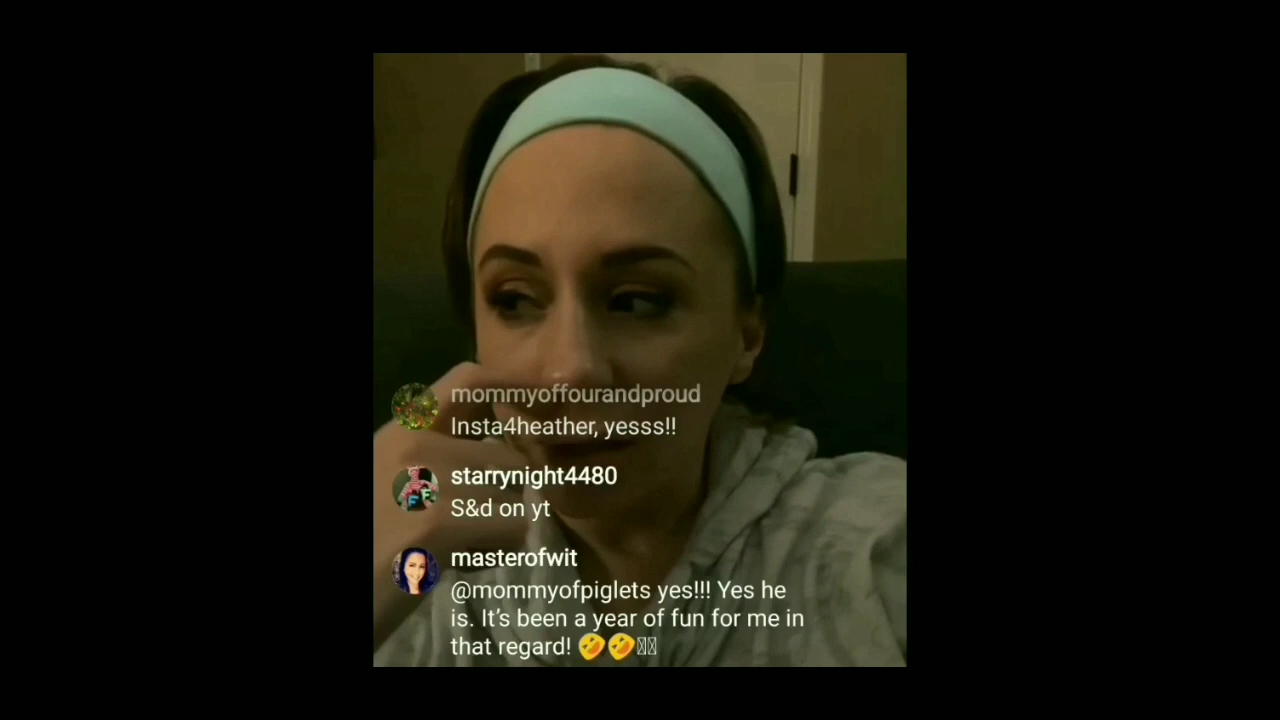 mommyoffourandproud
Insta4heather, yesss!!
starrynight4480
S&d on yt
masterofwit
@mommyofpiglets yes!!! Yes he
is. It’s been a year of fun for me in
that regard! 🤣🤣